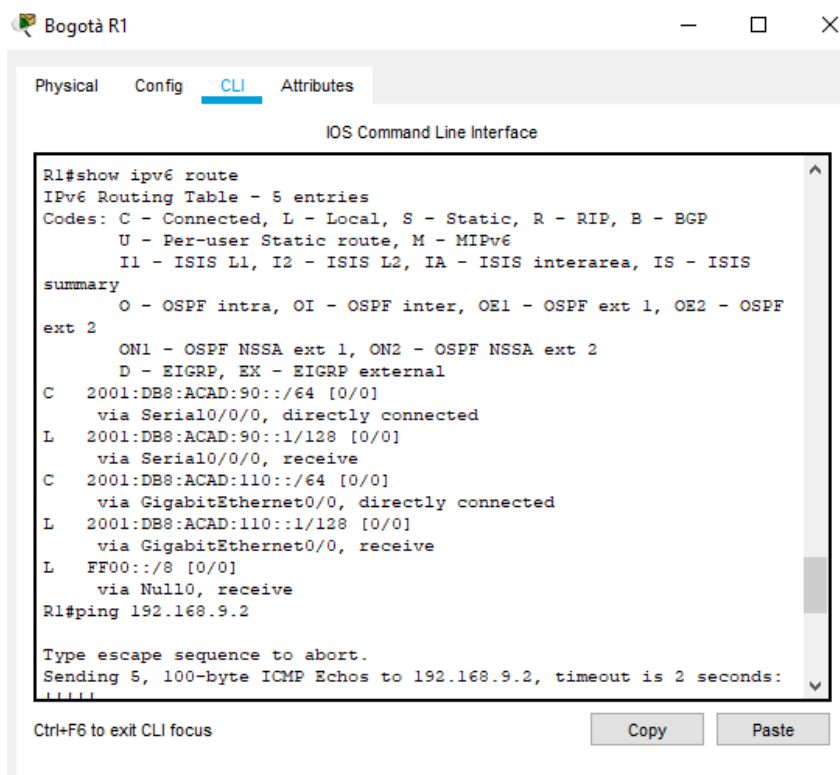 Bogotà R1
Physical Config CLI Attributes
IOS Command Line Interface
R1#show ipv6 route
IPv6 Routing Table - 5 entries
Codes: C - Connected, L - Local, S - Static, R - RIP, B - BGP
U - Per-user Static route, M - MIPv6
I1 - ISIS L1, I2 - ISIS L2, IA - ISIS interarea, IS - ISIS
summary
O - OSPF intra, OI - OSPF inter, OE1 - OSPF ext 1, OE2 - OSPF
ext 2
ON1 - OSPF NSSA ext 1, ON2 - OSPF NSSA ext 2
D - EIGRP, EX - EIGRP external
C 2001:DB8:ACAD:90::/64 [0/0]
via Serial0/0/0, directly connected
L 2001:DB8:ACAD:90::1/128 [0/0]
via Serial0/0/0, receive
C 2001:DB8:ACAD:110::/64 [0/0]
via GigabitEthernet0/0, directly connected
L 2001:DB8:ACAD:110::1/128 [0/0]
via GigabitEthernet0/0, receive
L FF00::/8 [0/0]
via Null0, receive
R1#ping 192.168.9.2
Type escape sequence to abort.
Sending 5, 100-byte ICMP Echos to 192.168.9.2, timeout is 2 seconds:
!!!!!
Ctrl+F6 to exit CLI focus
Copy Paste